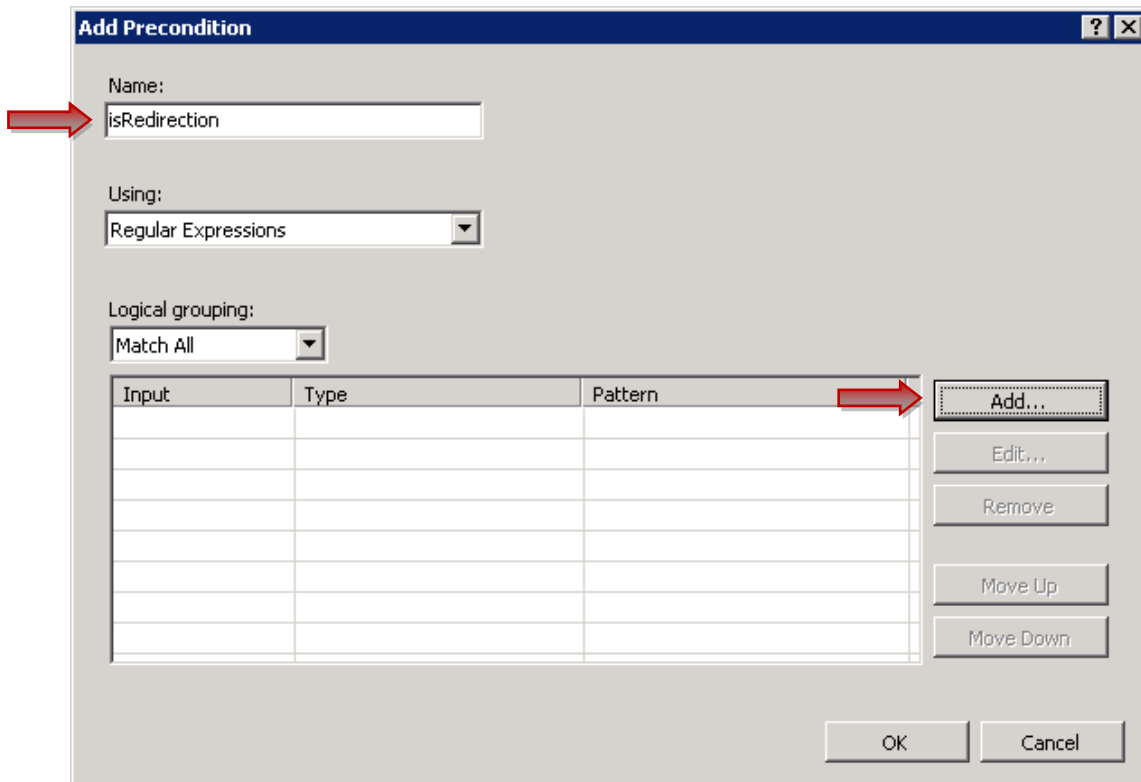 Add Precondition
Name:
isRedirection
Using:
Regular Expressions
Logical grouping:
Match All
Input Type Pattern
Add...
Edit...
Remove
Move Up
Move Down
OK Cancel